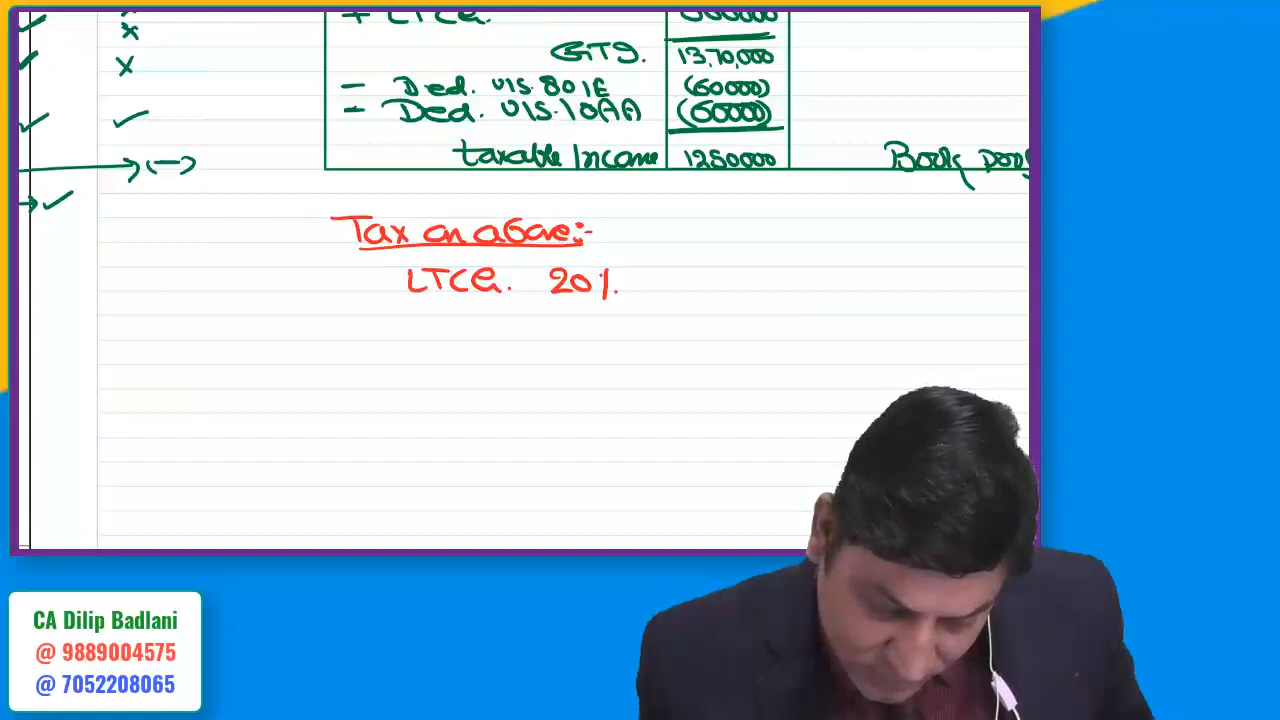 + LTCG.
GTI. 13,70,000
- Ded. U/S. 80IE (60000)
- Ded. U/S. 10AA (60000)
taxable Income 1250000
Book
Tax on above:-
LTCG. 20%.
CA Dilip Badlani
@ 9889004575
@ 7052208065